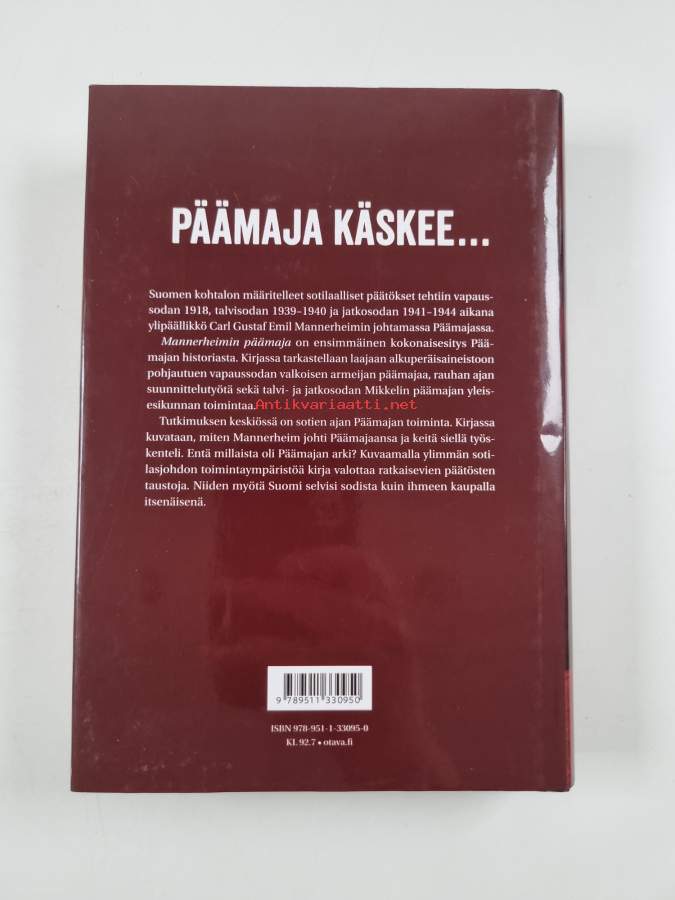 PÄÄMAJA KÄSKEE...
Suomen kohtalon määritelleet sotilaalliset päätökset tehtiin vapaus-
sodan 1918, talvisodan 1939–1940 ja jatkosodan 1941–1944 aikana
ylipäällikkö Carl Gustaf Emil Mannerheimin johtamassa Päämajassa.
Mannerheimin päämaja on ensimmäinen kokonaisesitys Pää-
majan historiasta. Kirjassa tarkastellaan laajaan alkuperäisaineistoon
pohjautuen vapaussodan valkoisen armeijan päämajaa, rauhan ajan
suunnittelutyötä sekä talvi- ja jatkosodan Mikkelin päämajan yleis-
esikunnan toimintaa.
Antikvariaatti.net
Tutkimuksen keskiössä on sotien ajan Päämajan toiminta. Kirjassa
kuvataan, miten Mannerheim johti Päämajaansa ja keitä siellä työs-
kenteli. Entä millaista oli Päämajan arki? Kuvaamalla ylimmän soti-
lasjohdon toimintaympäristöä kirja valottaa ratkaisevien päätösten
taustoja. Niiden myötä Suomi selvisi sodista kuin ihmeen kaupalla
itsenäisenä.
9 789511 330950
ISBN 978-951-1-33095-0
KL 92.7 • otava.fi